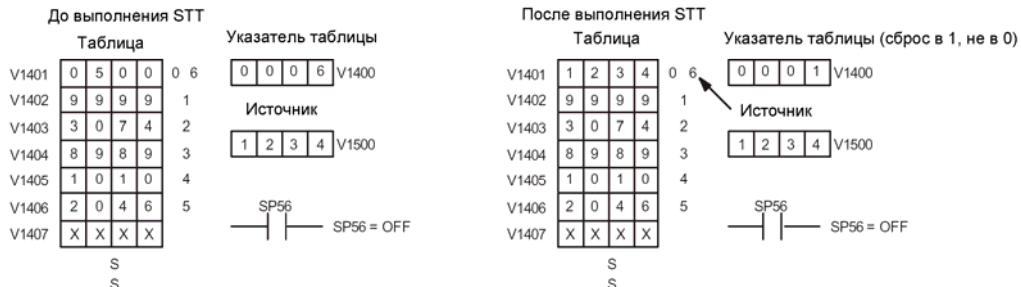 До выполнения STT
Таблица
Указатель таблицы
V1401 0 5 0 0 0 6
0 0 0 6 V1400
V1402 9 9 9 9 1
Источник
V1403 3 0 7 4 2
1 2 3 4 V1500
V1404 8 9 8 9 3
V1405 1 0 1 0 4
V1406 2 0 4 6 5
SP56
SP56 = OFF
V1407 X X X X
S
S
После выполнения STT
Таблица
Указатель таблицы (сброс в 1, не в 0)
V1401 1 2 3 4 0 6
0 0 0 1 V1400
V1402 9 9 9 9 1
Источник
V1403 3 0 7 4 2
1 2 3 4 V1500
V1404 8 9 8 9 3
V1405 1 0 1 0 4
V1406 2 0 4 6 5
SP56
SP56 = OFF
V1407 X X X X
S
S